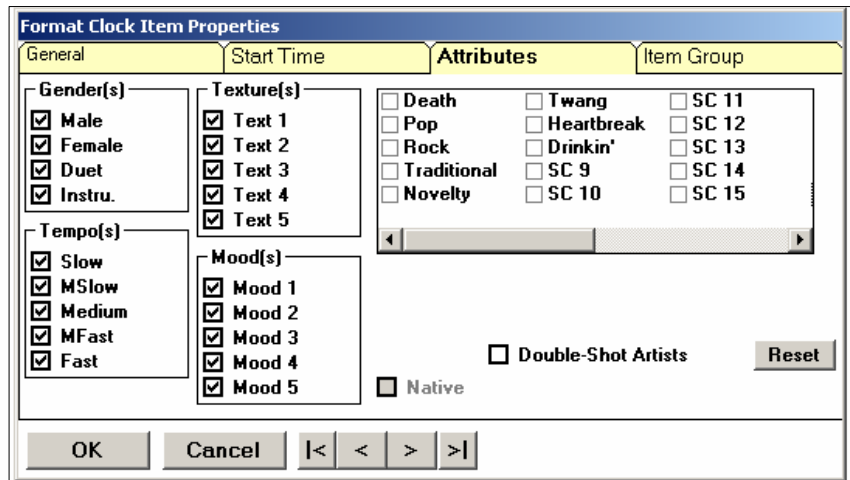 Format Clock Item Properties
General
Start Time
Attributes
Item Group
Gender(s)
Male
Female
Duet
Instru.
Tempo(s)
Slow
MSlow
Medium
MFast
Fast
Texture(s)
Text 1
Text 2
Text 3
Text 4
Text 5
Mood(s)
Mood 1
Mood 2
Mood 3
Mood 4
Mood 5
Death
Pop
Rock
Traditional
Novelty
Twang
Heartbreak
Drinkin'
SC 9
SC 10
SC 11
SC 12
SC 13
SC 14
SC 15
Double-Shot Artists
Reset
Native
OK
Cancel
|<
<
>
>|